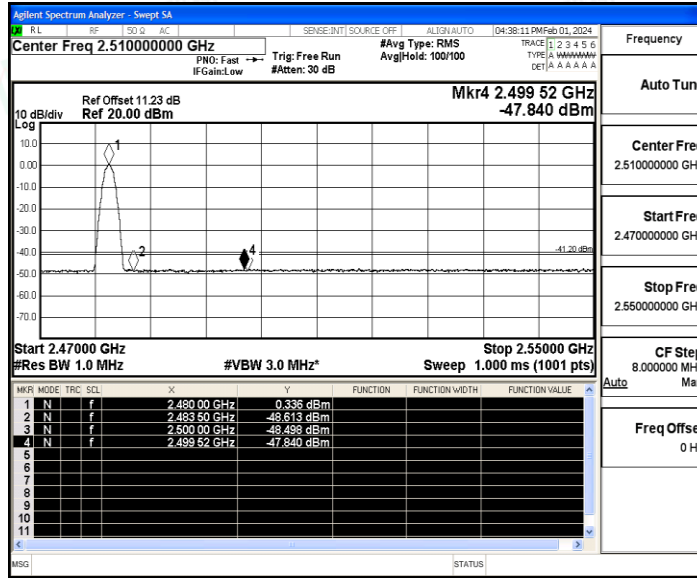 Agilent Spectrum Analyzer - Swept SA
RL RF 50 Ω AC SENSE:INT SOURCE OFF ALIGN AUTO 04:38:11 PM Feb 01, 2024
Center Freq 2.510000000 GHz #Avg Type: RMS TRACE 1 2 3 4 5 6
PNO: Fast Trig: Free Run Avg|Hold: 100/100 TYPE A WWWWW
IFGain:Low #Atten: 30 dB DET A A A A A A
Ref Offset 11.23 dB Mkr4 2.499 52 GHz
10 dB/div Ref 20.00 dBm -47.840 dBm
Log
10.0
1
0.00
-10.0
-20.0
-30.0
-40.0 2 4 -41.20 dBm
-50.0
-60.0
-70.0
Start 2.47000 GHz Stop 2.55000 GHz
#Res BW 1.0 MHz #VBW 3.0 MHz* Sweep 1.000 ms (1001 pts)
MKR MODE TRC SCL X Y FUNCTION FUNCTION WIDTH FUNCTION VALUE
1 N f 2.480 00 GHz 0.336 dBm
2 N f 2.483 50 GHz -48.613 dBm
3 N f 2.500 00 GHz -48.498 dBm
4 N f 2.499 52 GHz -47.840 dBm
5
6
7
8
9
10
11
MSG STATUS
Frequency
Auto Tun
Center Fre
2.510000000 GH
Start Fre
2.470000000 GH
Stop Fre
2.550000000 GH
CF Ste
8.000000 MH
Auto Ma
Freq Offse
0 H